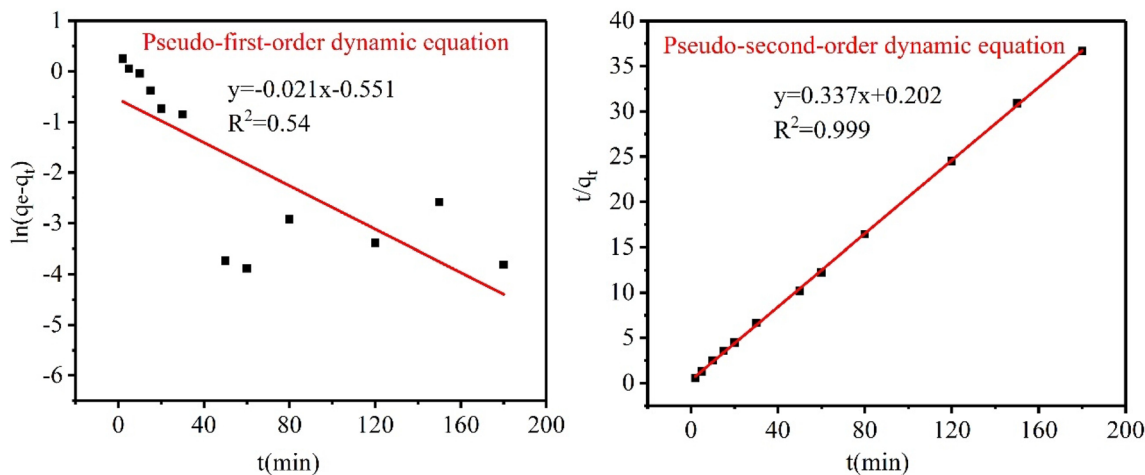 Pseudo-first-order dynamic equation
y=-0.021x-0.551
R²=0.54
1
0
-1
-2
-3
-4
-5
-6
ln(qₑ-qₜ)
0
40
80
120
160
200
t(min)
Pseudo-second-order dynamic equation
y=0.337x+0.202
R²=0.999
40
35
30
25
20
15
10
5
0
t/qₜ
0
40
80
120
160
200
t(min)